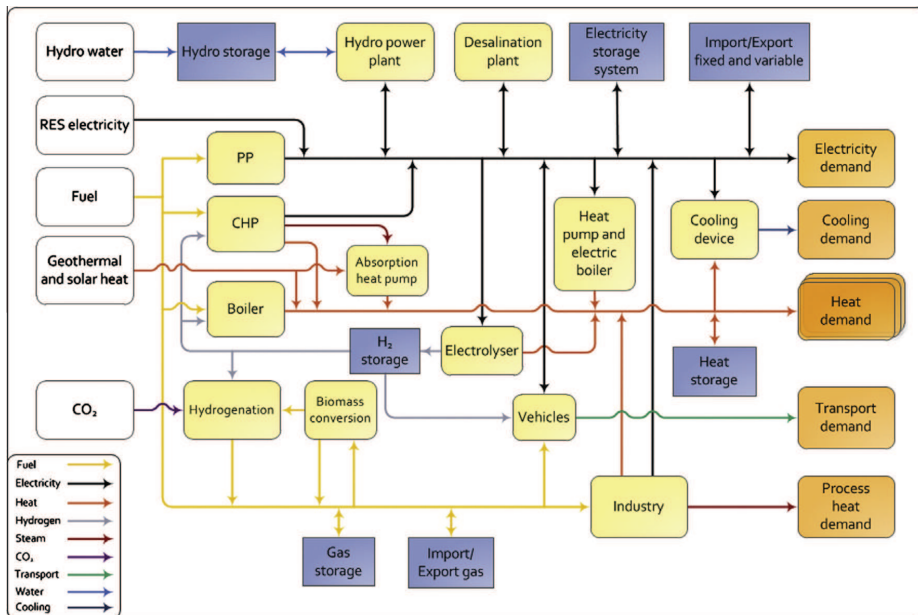 Hydro water
Hydro storage
Hydro power
plant
Desalination
plant
Electricity
storage
system
Import/Export
fixed and variable
RES electricity
PP
Electricity
demand
Fuel
CHP
Heat
pump and
electric
boiler
Cooling
device
Cooling
demand
Geothermal
and solar heat
Absorption
heat pump
Boiler
Heat
demand
H₂
storage
Electrolyser
Heat
storage
CO₂
Hydrogenation
Biomass
conversion
Vehicles
Transport
demand
Industry
Process
heat
demand
Gas
storage
Import/
Export gas
Fuel
Electricity
Heat
Hydrogen
Steam
CO₂
Transport
Water
Cooling